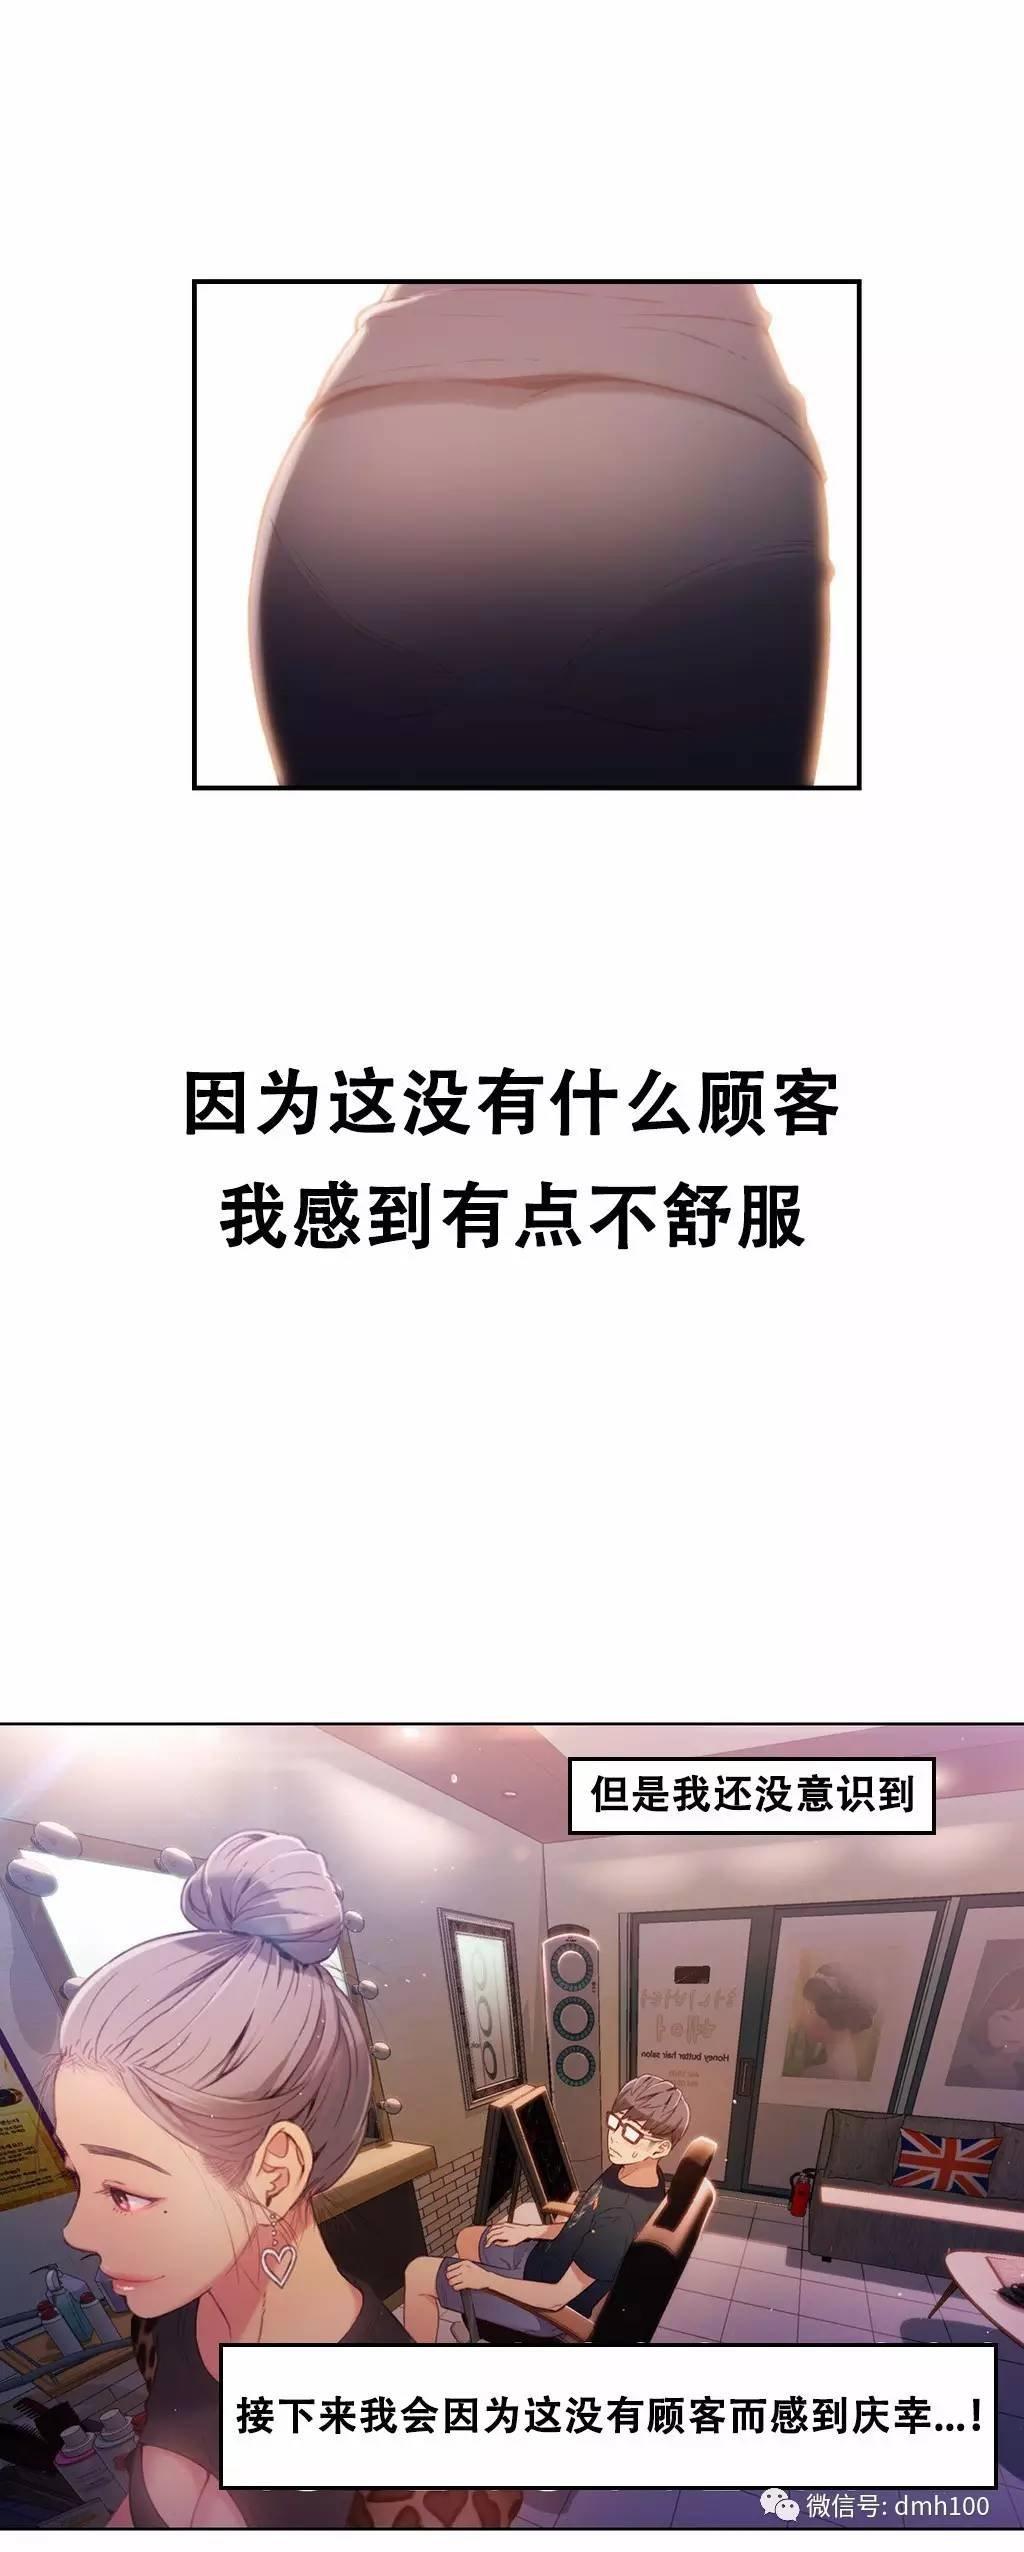 因为这没有什么顾客
我感到有点不舒服
但是我还没意识到
Honey butter hair salon
接下来我会因为这没有顾客而感到庆幸...!
微信号: dmh100